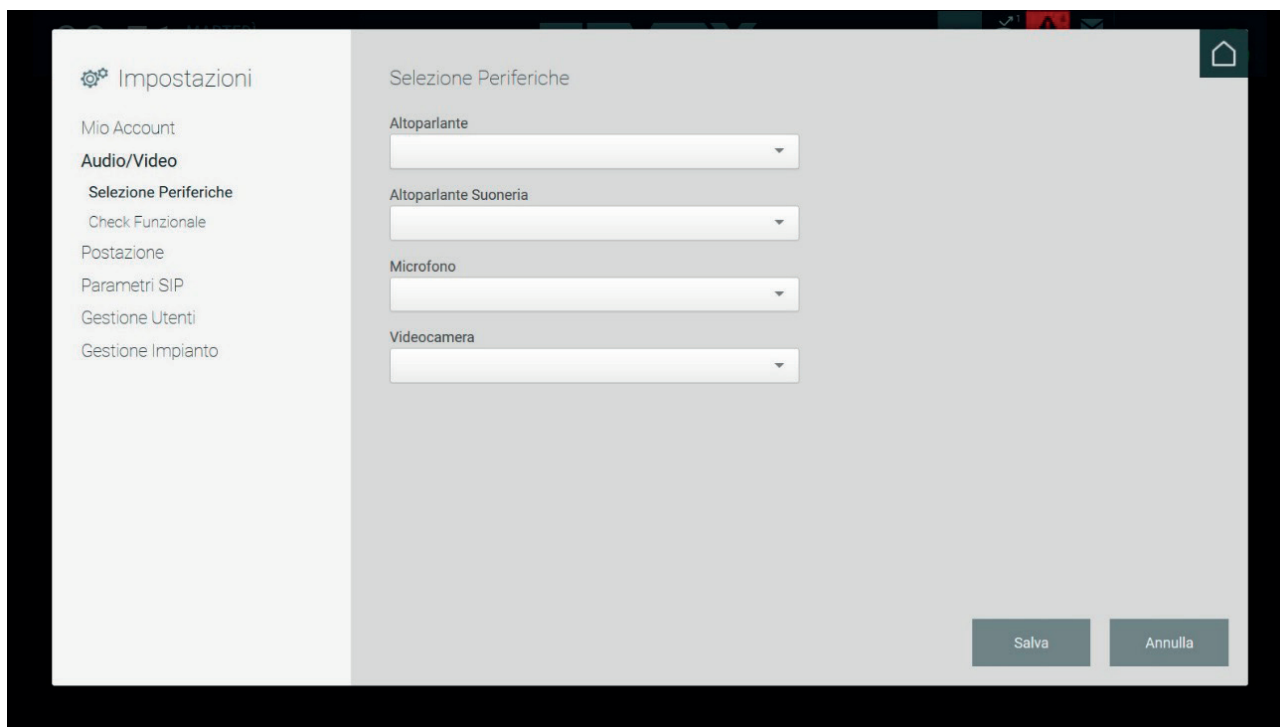 Impostazioni
Mio Account
Audio/Video
Selezione Periferiche
Check Funzionale
Postazione
Parametri SIP
Gestione Utenti
Gestione Impianto
Selezione Periferiche
Altoparlante
Altoparlante Suoneria
Microfono
Videocamera
Salva
Annulla